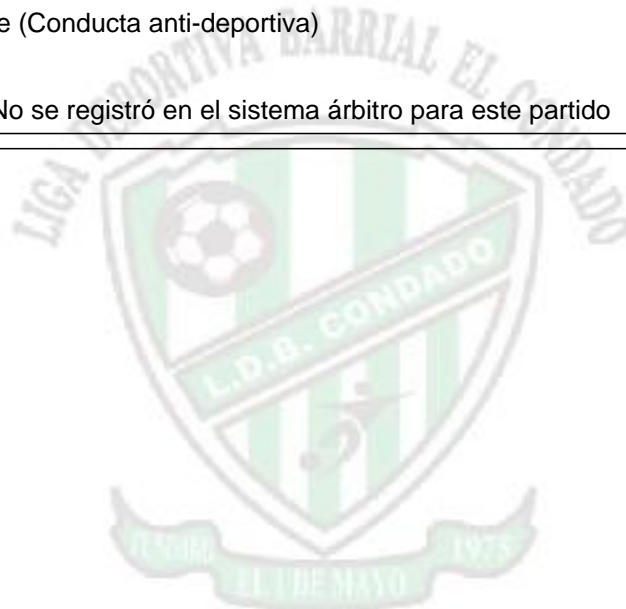 e (Conducta anti-deportiva)
No se registró en el sistema árbitro para este partido
LIGA DEPORTIVA BARRIAL EL CONDADO
L.D.B. CONDADO
1973
EL 1 DE MAYO